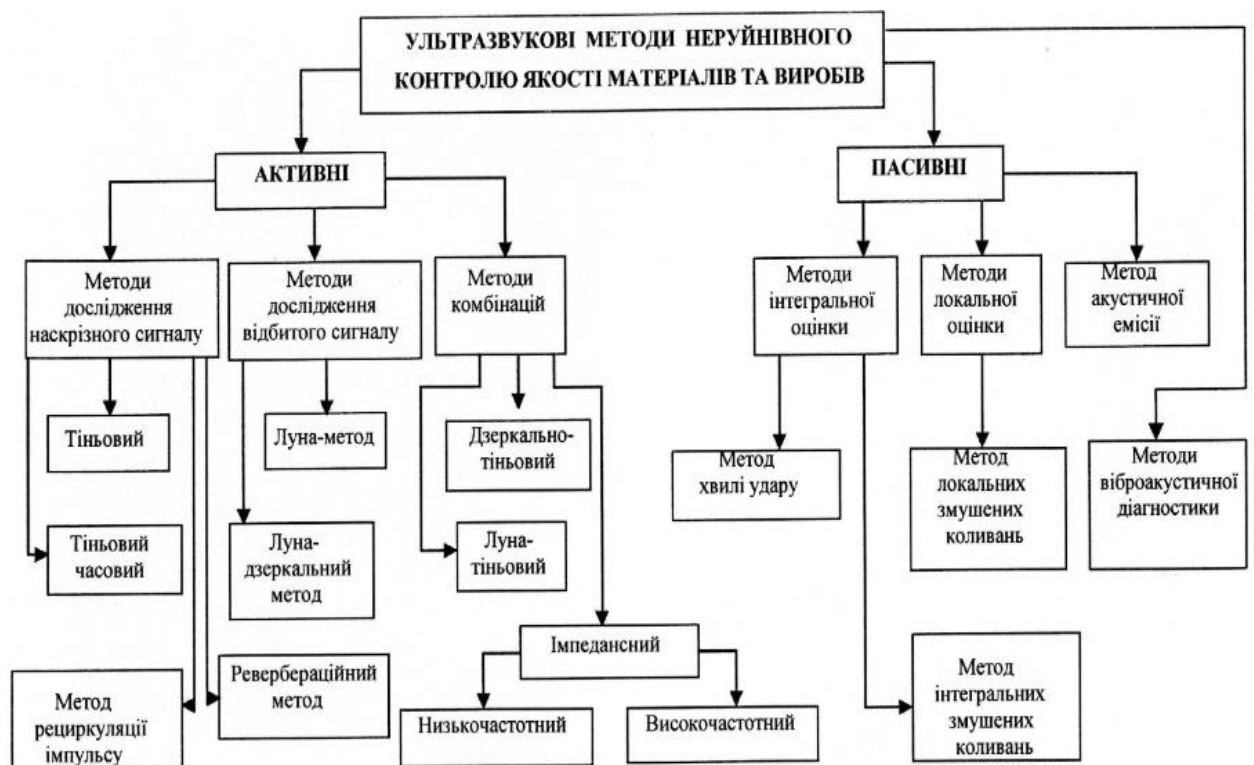 УЛЬТРАЗВУКОВІ МЕТОДИ НЕРУЙНІВНОГО
КОНТРОЛЮ ЯКОСТІ МАТЕРІАЛІВ ТА ВИРОБІВ
АКТИВНІ
ПАСИВНІ
Методи
дослідження
наскрізного сигналу
Методи
дослідження
відбитого сигналу
Методи
комбінацій
Методи
інтегральної
оцінки
Методи
локальної
оцінки
Метод
акустичної
емісії
Тіньовий
Луна-метод
Дзеркально-
тіньовий
Метод
хвилі удару
Метод
локальних
змушених
коливань
Методи
віброакустичної
діагностики
Тіньовий
часовий
Луна-
дзеркальний
метод
Луна-
тіньовий
Імпедансний
Метод
рециркуляції
імпульсу
Ревербераційний
метод
Низькочастотний
Високочастотний
Метод
інтегральних
змушених
коливань